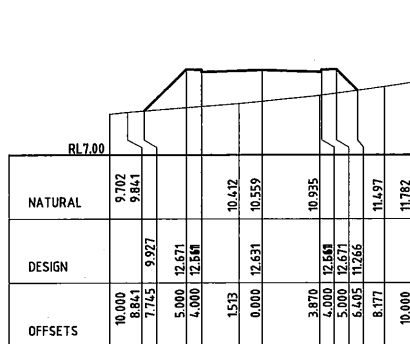 RL7.00
NATURAL 9.702 9.841 10.412 10.559 10.935 11.497 11.782
DESIGN 9.927 12.671 12.631 12.671 11.266
OFFSETS 10.000 8.841 7.745 5.000 4.000 1.513 0.000 3.870 4.000 5.000 6.405 8.177 10.000